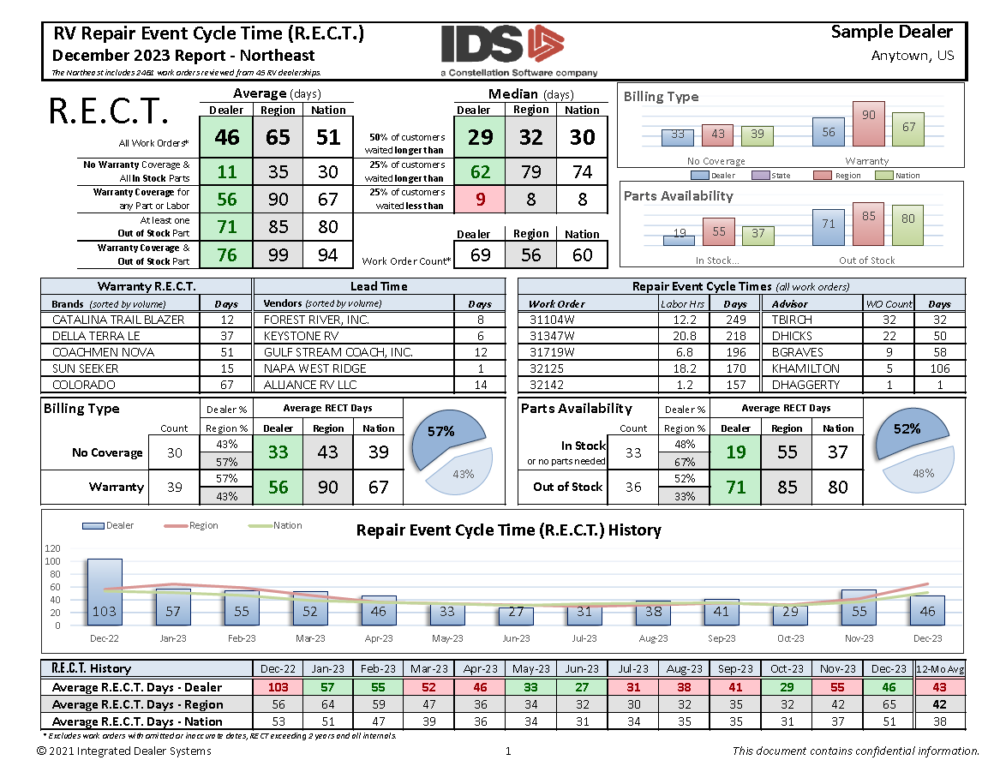 RV Repair Event Cycle Time (R.E.C.T.)
December 2023 Report - Northeast
The Northeast includes 2461 work orders reviewed from 45 RV dealerships.
IDS
a Constellation Software company
Sample Dealer
Anytown, US
R.E.C.T.
Average (days)
Dealer Region Nation
All Work Orders* 46 65 51
No Warranty Coverage &
All In Stock Parts 11 35 30
Warranty Coverage for
any Part or Labor 56 90 67
At least one
Out of Stock Part 71 85 80
Warranty Coverage &
Out of Stock Part 76 99 94
Median (days)
Dealer Region Nation
50% of customers
waited longer than 29 32 30
25% of customers
waited longer than 62 79 74
25% of customers
waited less than 9 8 8
Dealer Region Nation
Work Order Count* 69 56 60
Billing Type
33 43 39 56 90 67
No Coverage Warranty
Dealer State Region Nation
Parts Availability
19 55 37 71 85 80
In Stock... Out of Stock
Warranty R.E.C.T. Lead Time
Brands (sorted by volume) Days Vendors (sorted by volume) Days
CATALINA TRAIL BLAZER 12 FOREST RIVER, INC. 8
DELLA TERRA LE 37 KEYSTONE RV 6
COACHMEN NOVA 51 GULF STREAM COACH, INC. 12
SUN SEEKER 15 NAPA WEST RIDGE 1
COLORADO 67 ALLIANCE RV LLC 14
Repair Event Cycle Times (all work orders)
Work Order Labor Hrs Days Advisor WO Count Days
31104W 12.2 249 TBIRCH 32 32
31347W 20.8 218 DHICKS 22 50
31719W 6.8 196 BGRAVES 9 58
32125 18.2 170 KHAMILTON 5 106
32142 1.2 157 DHAGGERTY 1 1
Billing Type Dealer % Average RECT Days
Count Region % Dealer Region Nation
No Coverage 30 43% 57% 33 43 39
Warranty 39 57% 43% 56 90 67
57%
43%
Parts Availability Dealer % Average RECT Days
Count Region % Dealer Region Nation
In Stock
or no parts needed 33 48% 67% 19 55 37
Out of Stock 36 52% 33% 71 85 80
52%
48%
Dealer Region Nation
Repair Event Cycle Time (R.E.C.T.) History
120
100
80
60
40
20
0
103 57 55 52 46 33 27 31 38 41 29 55 46
Dec-22 Jan-23 Feb-23 Mar-23 Apr-23 May-23 Jun-23 Jul-23 Aug-23 Sep-23 Oct-23 Nov-23 Dec-23
R.E.C.T. History Dec-22 Jan-23 Feb-23 Mar-23 Apr-23 May-23 Jun-23 Jul-23 Aug-23 Sep-23 Oct-23 Nov-23 Dec-23 12-Mo Avg
Average R.E.C.T. Days - Dealer 103 57 55 52 46 33 27 31 38 41 29 55 46 43
Average R.E.C.T. Days - Region 56 64 59 47 36 34 32 30 32 35 32 42 65 42
Average R.E.C.T. Days - Nation 53 51 47 39 36 34 31 34 35 35 31 37 51 38
* Excludes work orders with omitted or inaccurate dates, RECT exceeding 2 years and all internals.
© 2021 Integrated Dealer Systems 1 This document contains confidential information.